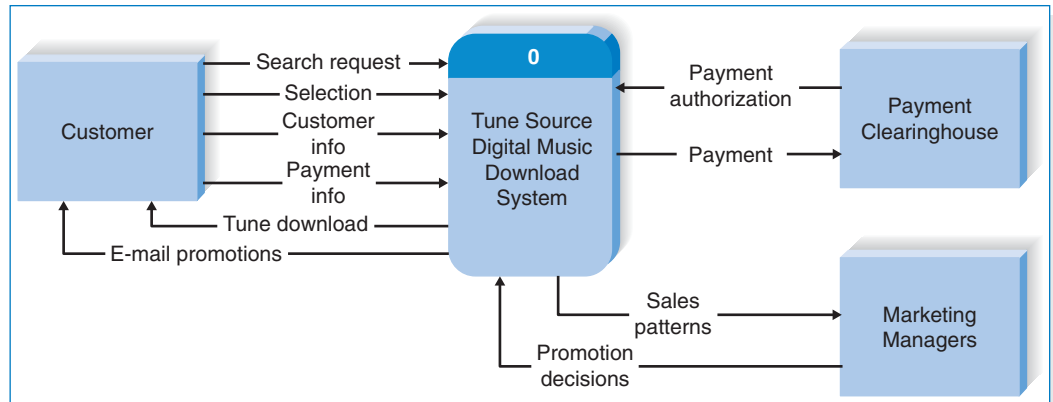 Customer
Search request
Selection
Customer
info
Payment
info
Tune download
E-mail promotions
0
Tune Source
Digital Music
Download
System
Payment
authorization
Payment
Payment
Clearinghouse
Sales
patterns
Promotion
decisions
Marketing
Managers